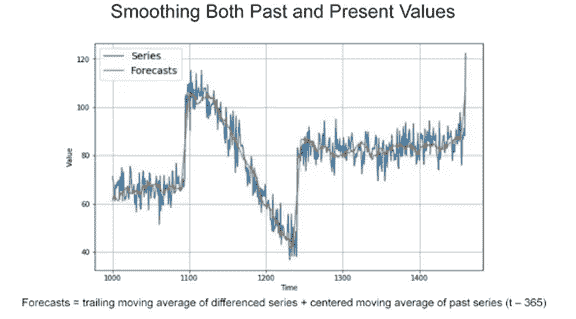 Smoothing Both Past and Present Values
Series
Forecasts
120
100
80
60
40
Value
1000
1100
1200
1300
1400
Time
Forecasts = trailing moving average of differenced series + centered moving average of past series (t – 365)